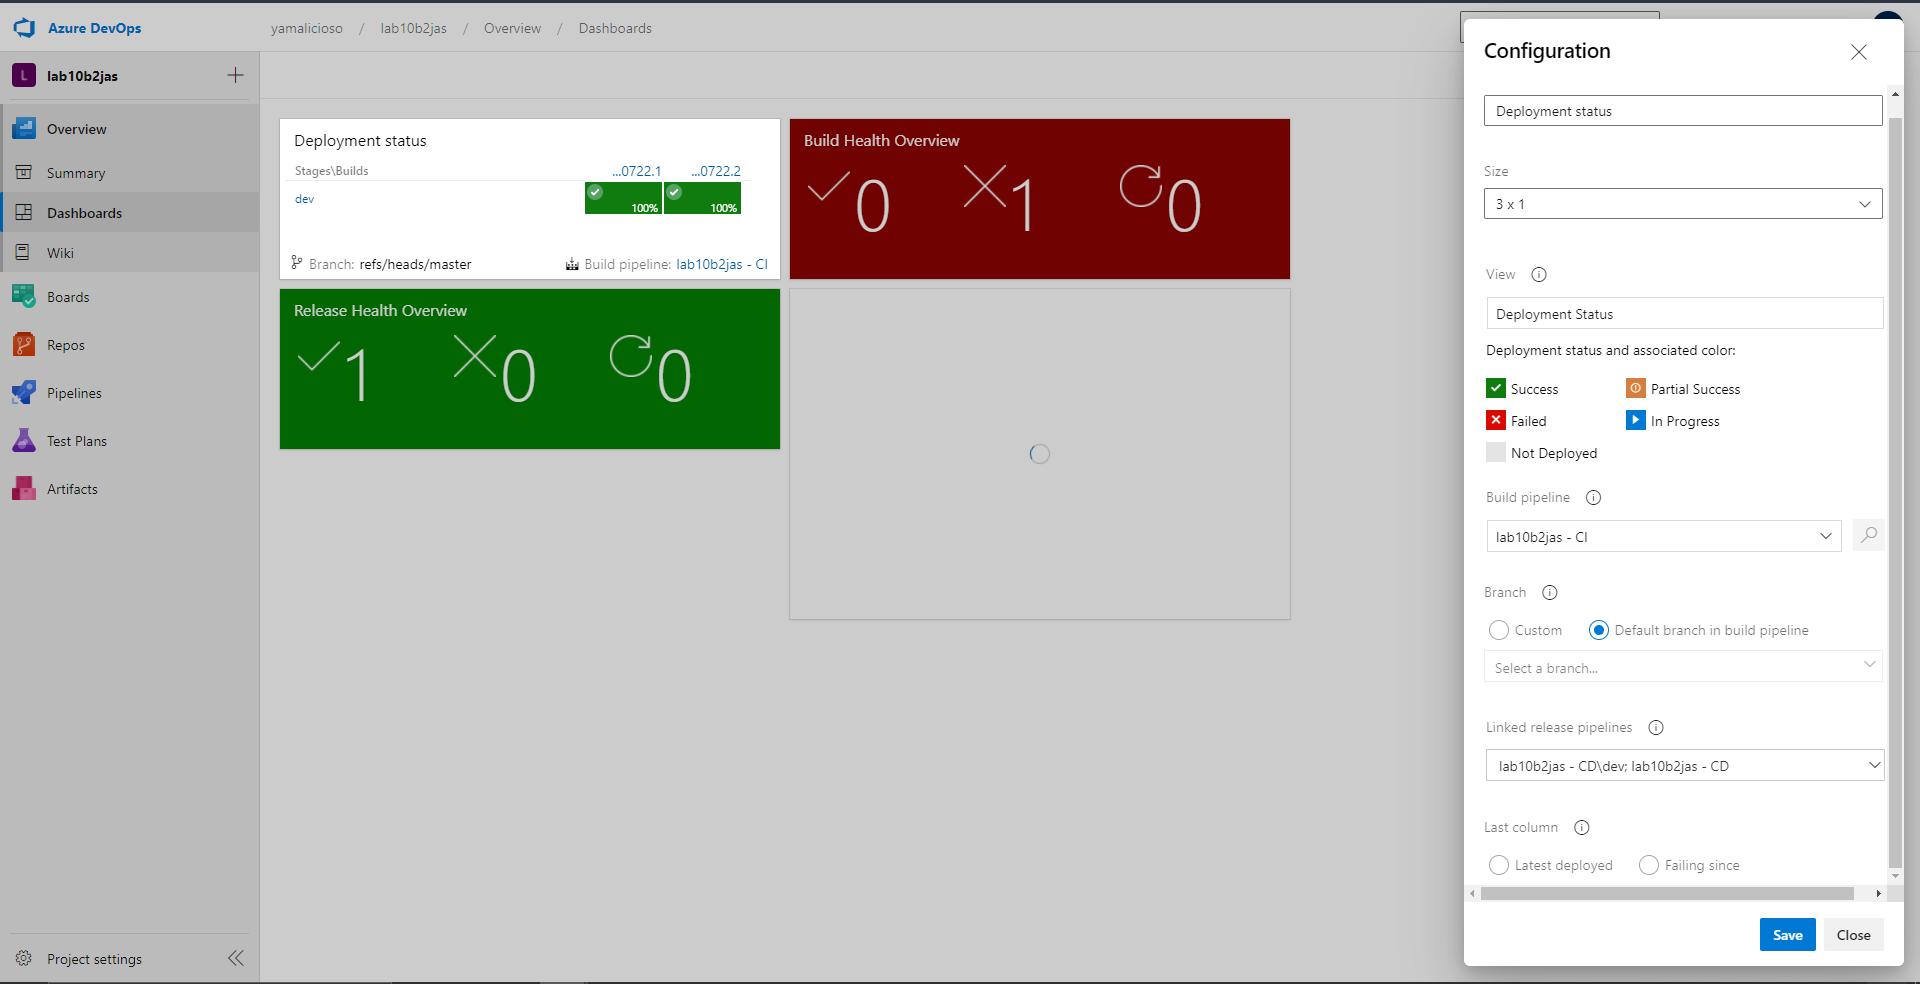 Azure DevOps
yamalicioso / lab10b2jas / Overview / Dashboards
L lab10b2jas
Overview
Summary
Dashboards
Wiki
Boards
Repos
Pipelines
Test Plans
Artifacts
Project settings
Deployment status
Stages\Builds ...0722.1 ...0722.2
dev 100% 100%
Branch: refs/heads/master Build pipeline: lab10b2jas - CI
Build Health Overview
0 1 0
Release Health Overview
1 0 0
Configuration
Deployment status
Size
3 x 1
View
Deployment Status
Deployment status and associated color:
Success Partial Success
Failed In Progress
Not Deployed
Build pipeline
lab10b2jas - CI
Branch
Custom Default branch in build pipeline
Select a branch...
Linked release pipelines
lab10b2jas - CD\dev; lab10b2jas - CD
Last column
Latest deployed Failing since
Save Close